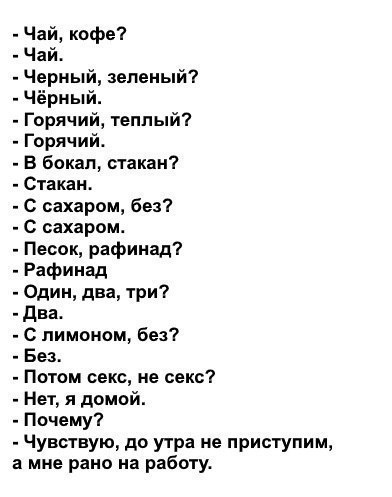 - Чай, кофе?
- Чай.
- Черный, зеленый?
- Чёрный.
- Горячий, теплый?
- Горячий.
- В бокал, стакан?
- Стакан.
- С сахаром, без?
- С сахаром.
- Песок, рафинад?
- Рафинад
- Один, два, три?
- Два.
- С лимоном, без?
- Без.
- Потом секс, не секс?
- Нет, я домой.
- Почему?
- Чувствую, до утра не приступим,
а мне рано на работу.